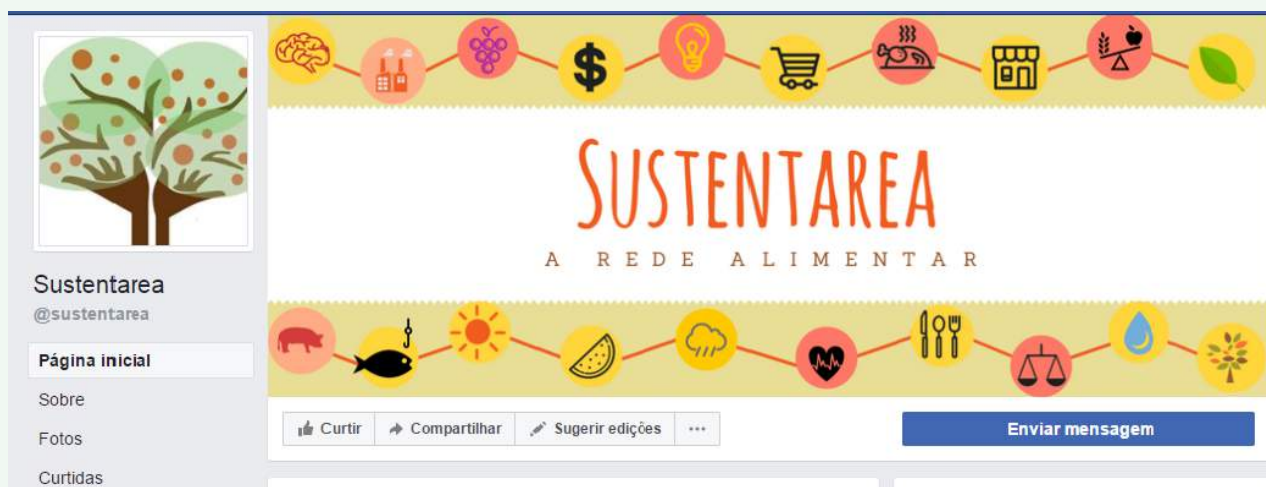 SUSTENTAREA
A REDE ALIMENTAR
Sustentarea
@sustentarea
Página inicial
Sobre
Fotos
Curtidas
Curtir
Compartilhar
Sugerir edições
...
Enviar mensagem